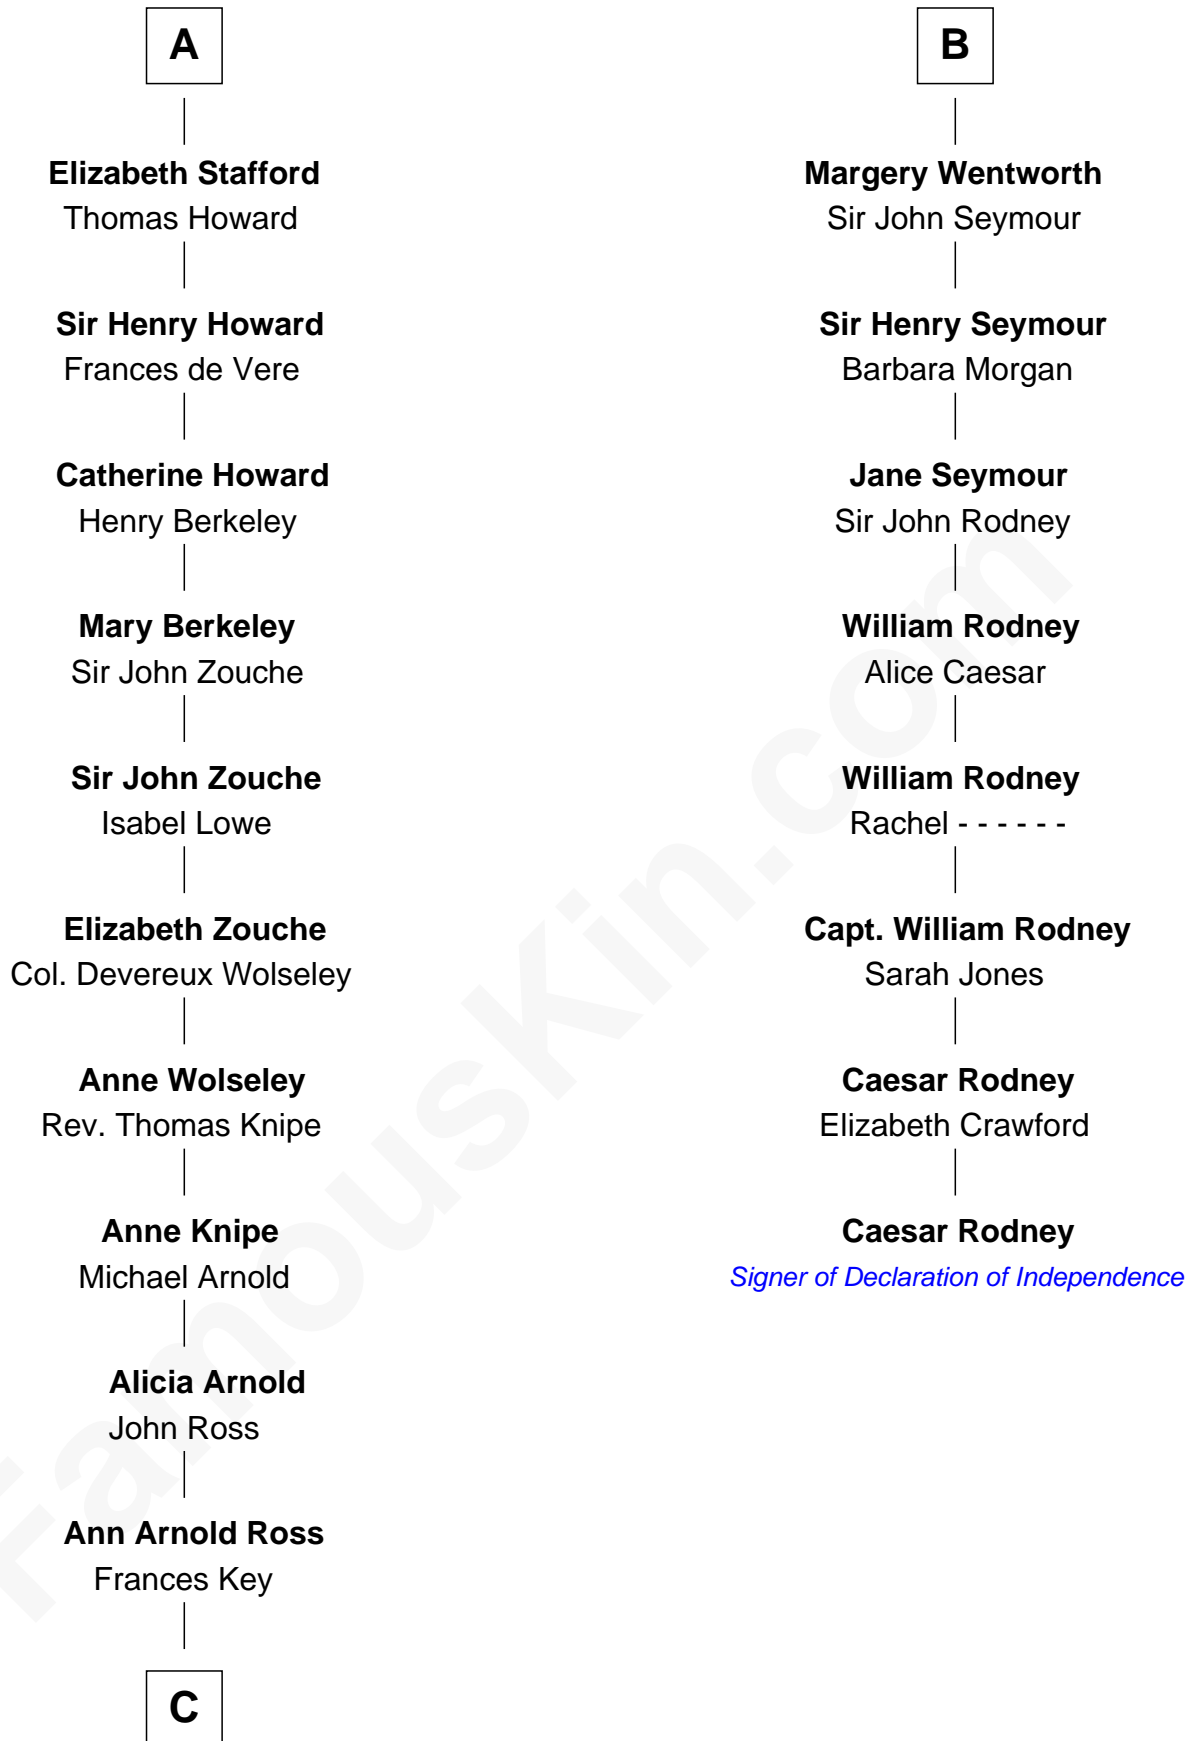 A
Elizabeth Stafford
Thomas Howard
Sir Henry Howard
Frances de Vere
Catherine Howard
Henry Berkeley
Mary Berkeley
Sir John Zouche
Sir John Zouche
Isabel Lowe
Elizabeth Zouche
Col. Devereux Wolseley
Anne Wolseley
Rev. Thomas Knipe
Anne Knipe
Michael Arnold
Alicia Arnold
John Ross
Ann Arnold Ross
Frances Key
C
B
Margery Wentworth
Sir John Seymour
Sir Henry Seymour
Barbara Morgan
Jane Seymour
Sir John Rodney
William Rodney
Alice Caesar
William Rodney
Rachel - - - - - -
Capt. William Rodney
Sarah Jones
Caesar Rodney
Elizabeth Crawford
Caesar Rodney
Signer of Declaration of Independence
FamousKin.com